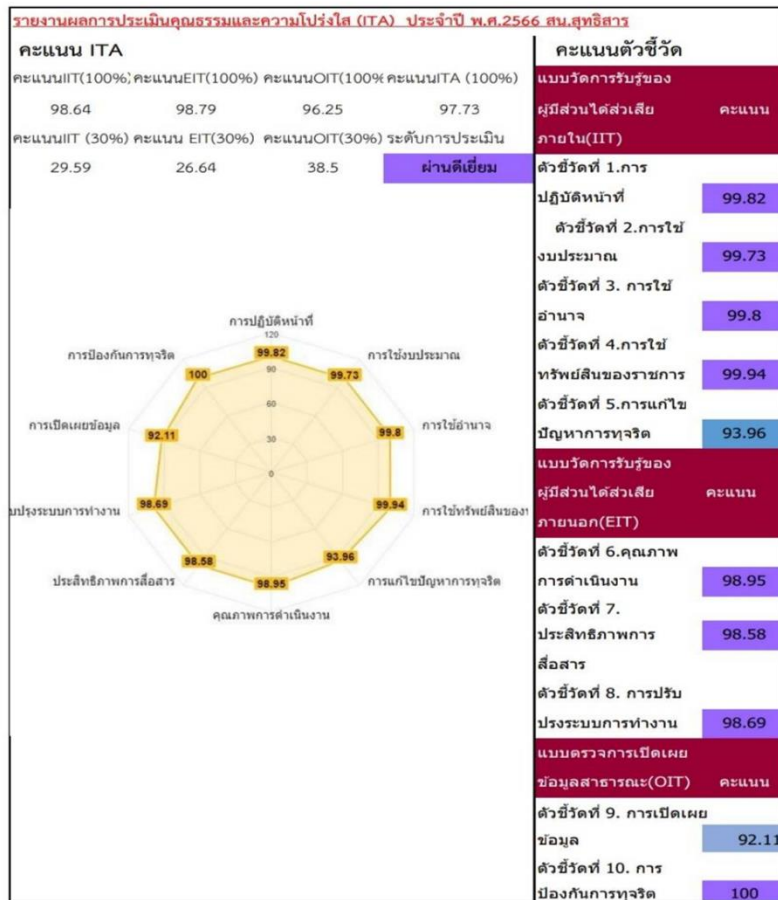 รายงานผลการประเมินคุณธรรมและความโปร่งใส (ITA) ประจำปี พ.ศ.2566 สน.สุทธิสาร
คะแนน ITA
คะแนนIIT(100%) คะแนนEIT(100%) คะแนนOIT(100% คะแนนITA (100%)
98.64 98.79 96.25 97.73
คะแนนIIT (30%) คะแนน EIT(30%) คะแนนOIT(30%) ระดับการประเมิน
29.59 26.64 38.5 ผ่านดีเยี่ยม
การปฏิบัติหน้าที่
120
การป้องกันการทุจริต
99.82
การใช้งบประมาณ
100
90
99.73
60
การเปิดเผยข้อมูล
92.11
30
99.8
การใช้อำนาจ
0
บปรุงระบบการทำงาน
98.69
99.94
การใช้ทรัพย์สินของ
98.58
93.96
ประสิทธิภาพการสื่อสาร
98.95
การแก้ไขปัญหาการทุจริต
คุณภาพการดำเนินงาน
คะแนนตัวชี้วัด
แบบวัดการรับรู้ของ
ผู้มีส่วนได้ส่วเสีย คะแนน
ภายใน(IIT)
ตัวชี้วัดที่ 1.การ
ปฏิบัติหน้าที่ 99.82
ตัวชี้วัดที่ 2.การใช้
งบประมาณ 99.73
ตัวชี้วัดที่ 3. การใช้
อำนาจ 99.8
ตัวชี้วัดที่ 4.การใช้
ทรัพย์สินของราชการ 99.94
ตัวชี้วัดที่ 5.การแก้ไข
ปัญหาการทุจริต 93.96
แบบวัดการรับรู้ของ
ผู้มีส่วนได้ส่วเสีย คะแนน
ภายนอก(EIT)
ตัวชี้วัดที่ 6.คุณภาพ
การดำเนินงาน 98.95
ตัวชี้วัดที่ 7.
ประสิทธิภาพการ 98.58
สื่อสาร
ตัวชี้วัดที่ 8. การปรับ
ปรงระบบการทำงาน 98.69
แบบตรวจการเปิดเผย
ข้อมูลสาธารณะ(OIT) คะแนน
ตัวชี้วัดที่ 9. การเปิดเผย
ข้อมูล 92.11
ตัวชี้วัดที่ 10. การ
ป้องกันการทุจริต 100